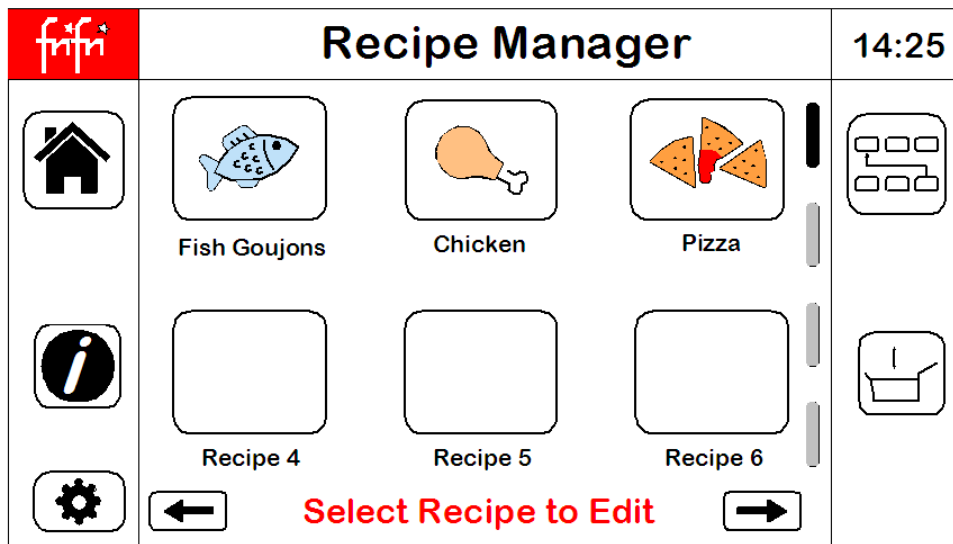 frifri
Recipe Manager
14:25
Fish Goujons
Chicken
Pizza
i
Recipe 4
Recipe 5
Recipe 6
Select Recipe to Edit